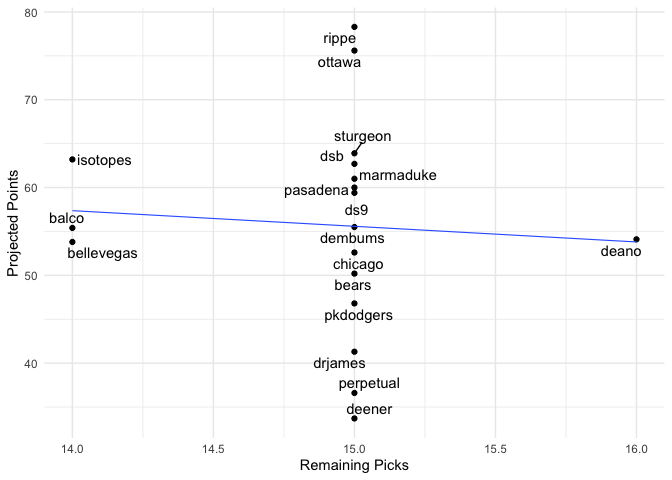 80
rippe
ottawa
sturgeon
dsb
isotopes
marmaduke
pasadena
60
ds9
balco
dembums
bellevegas
deano
chicago
50
bears
pkdodgers
drjames
40
perpetual
deener
14.0
14.5
15.0
15.5
16.0
Remaining Picks
Projected Points
70